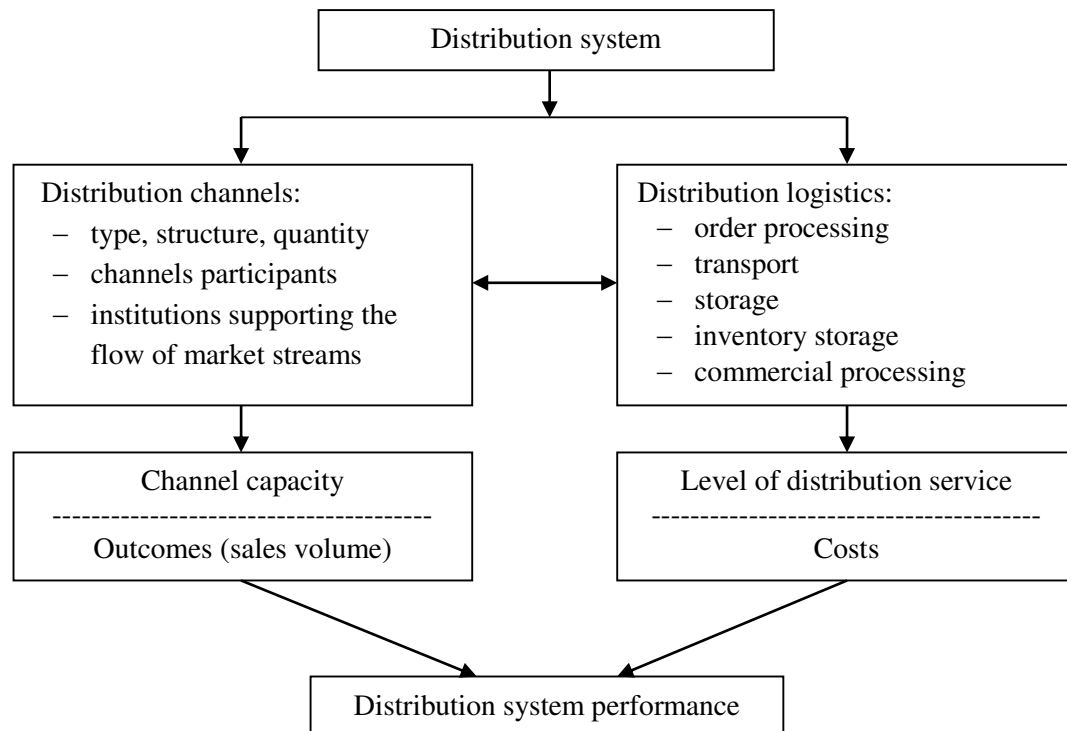 Distribution system
Distribution channels:
– type, structure, quantity
– channels participants
– institutions supporting the
flow of market streams
Distribution logistics:
– order processing
– transport
– storage
– inventory storage
– commercial processing
Channel capacity
Outcomes (sales volume)
Level of distribution service
Costs
Distribution system performance